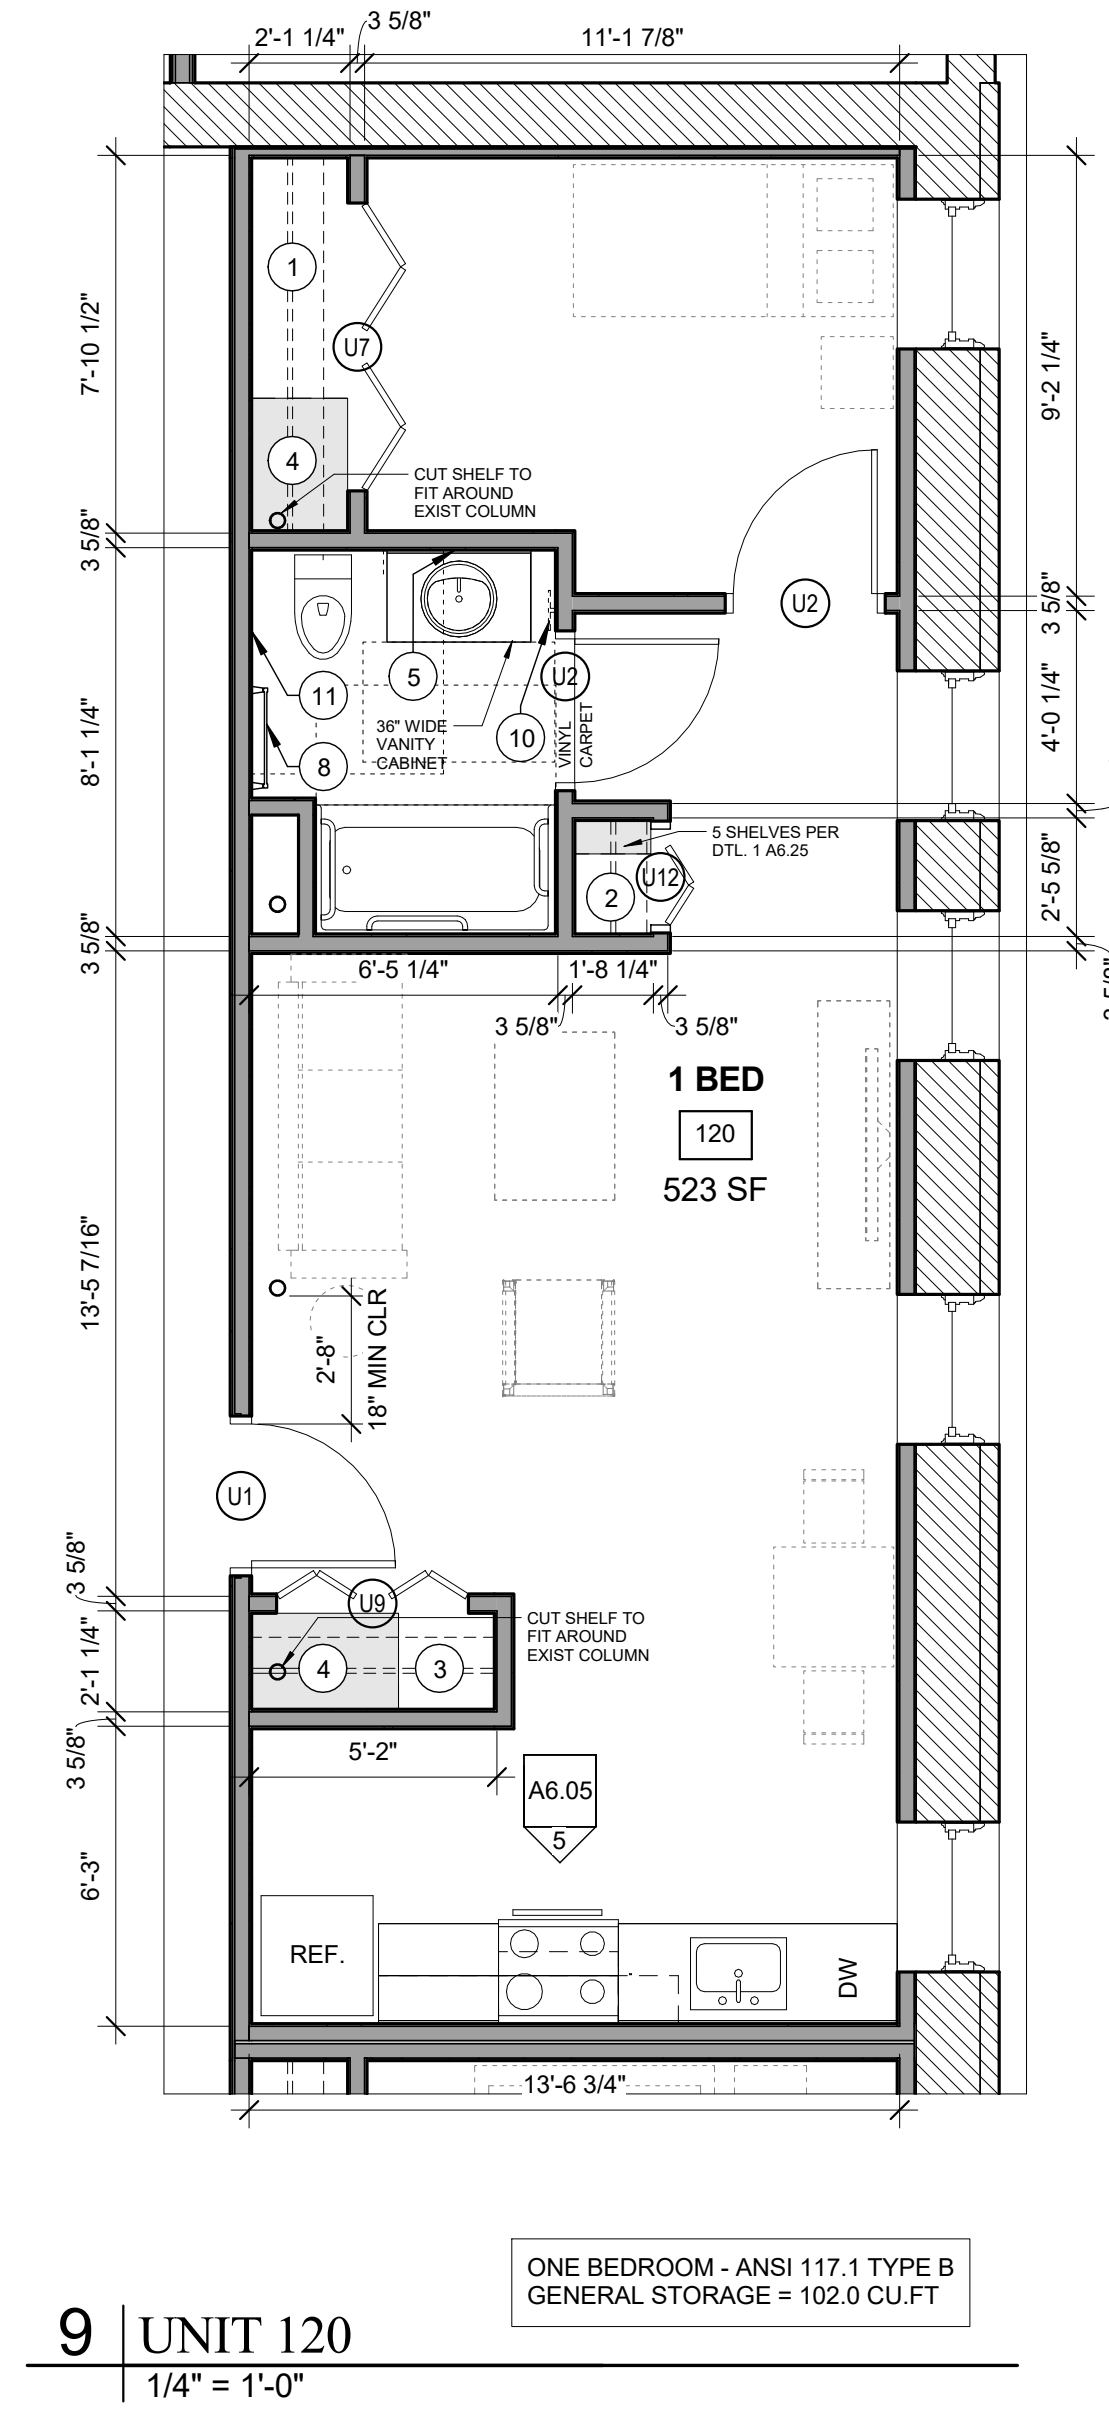 2'-1 1/4"
3 5/8"
11'-1 7/8"
7'-10 1/2"
9'-2 1/4"
1
U7
4
CUT SHELF TO
FIT AROUND
EXIST COLUMN
3 5/8"
3 5/8"
U2
5
U2
11
10
36" WIDE
VANITY
CABINET
VINYL
CARPET
8
8'-1 1/4"
4'-0 1/4"
5 SHELVES PER
DTL. 1 A6.25
U12
2
2'-5 5/8"
3 5/8"
6'-5 1/4"
1'-8 1/4"
3 5/8"
3 5/8"
1 BED
120
523 SF
13'-5 7/16"
2'-8"
18" MIN CLR
U1
3 5/8"
U9
CUT SHELF TO
FIT AROUND
EXIST COLUMN
4
3
2'-1 1/4"
3 5/8"
5'-2"
A6.05
5
6'-3"
REF.
DW
13'-6 3/4"
ONE BEDROOM - ANSI 117.1 TYPE B
GENERAL STORAGE = 102.0 CU.FT
9
UNIT 120
1/4" = 1'-0"